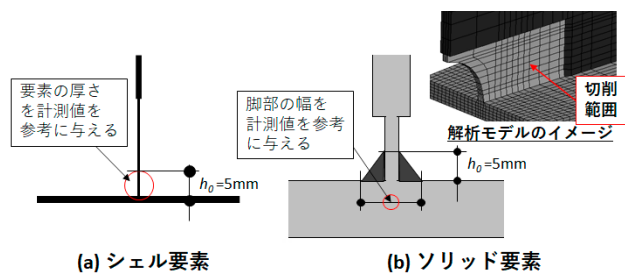 要素の厚さ
を計測値を
参考に与える
h0=5mm
(a) シェル要素
脚部の幅を
計測値を参考
に与える
h0=5mm
切削
範囲
解析モデルのイメージ
(b) ソリッド要素